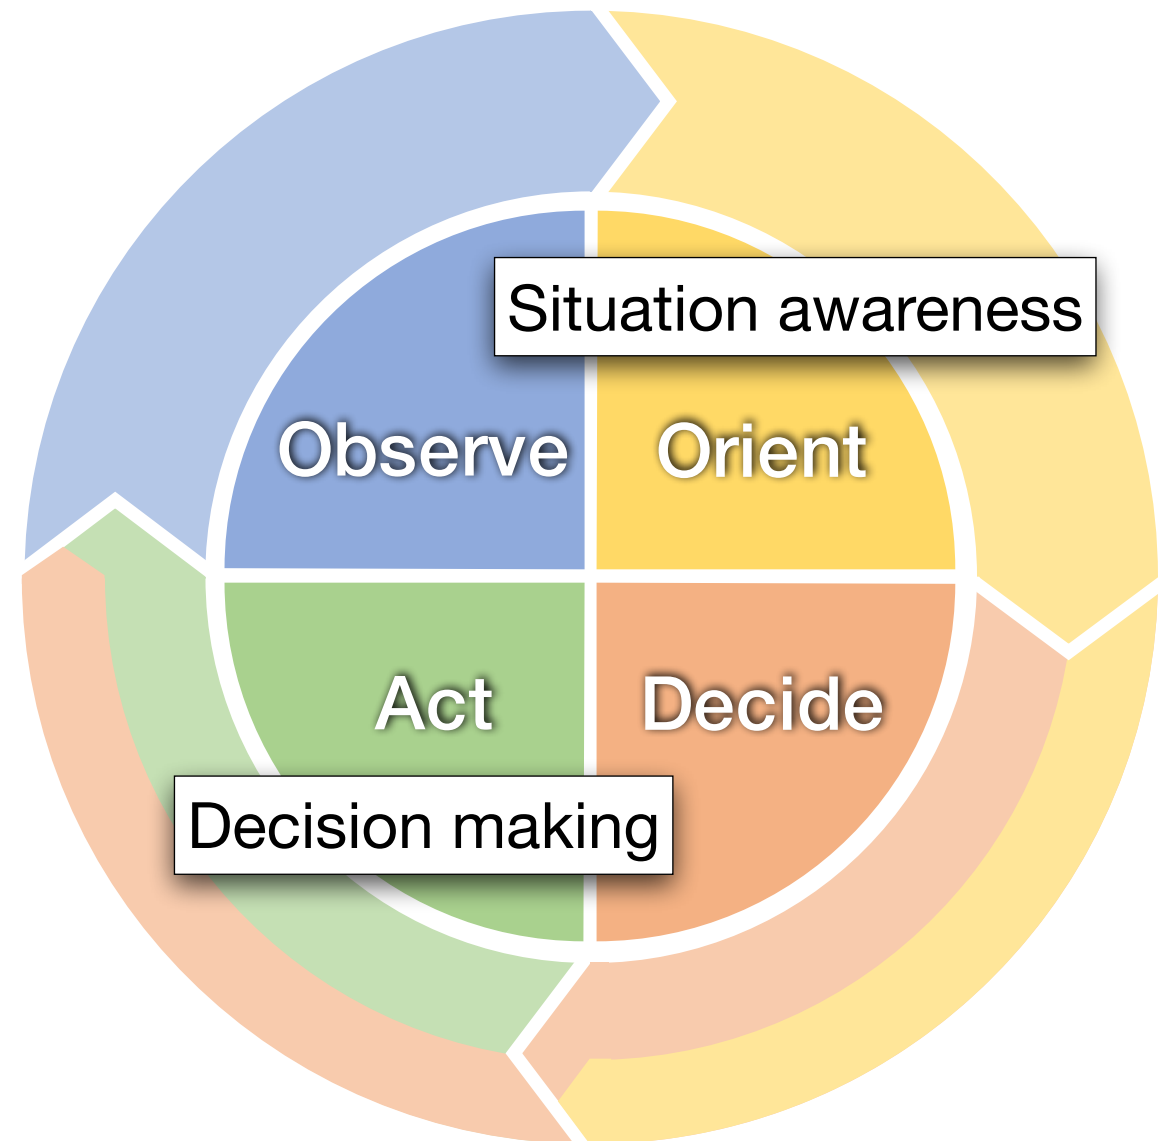 Situation awareness
Observe
Orient
Act
Decide
Decision making